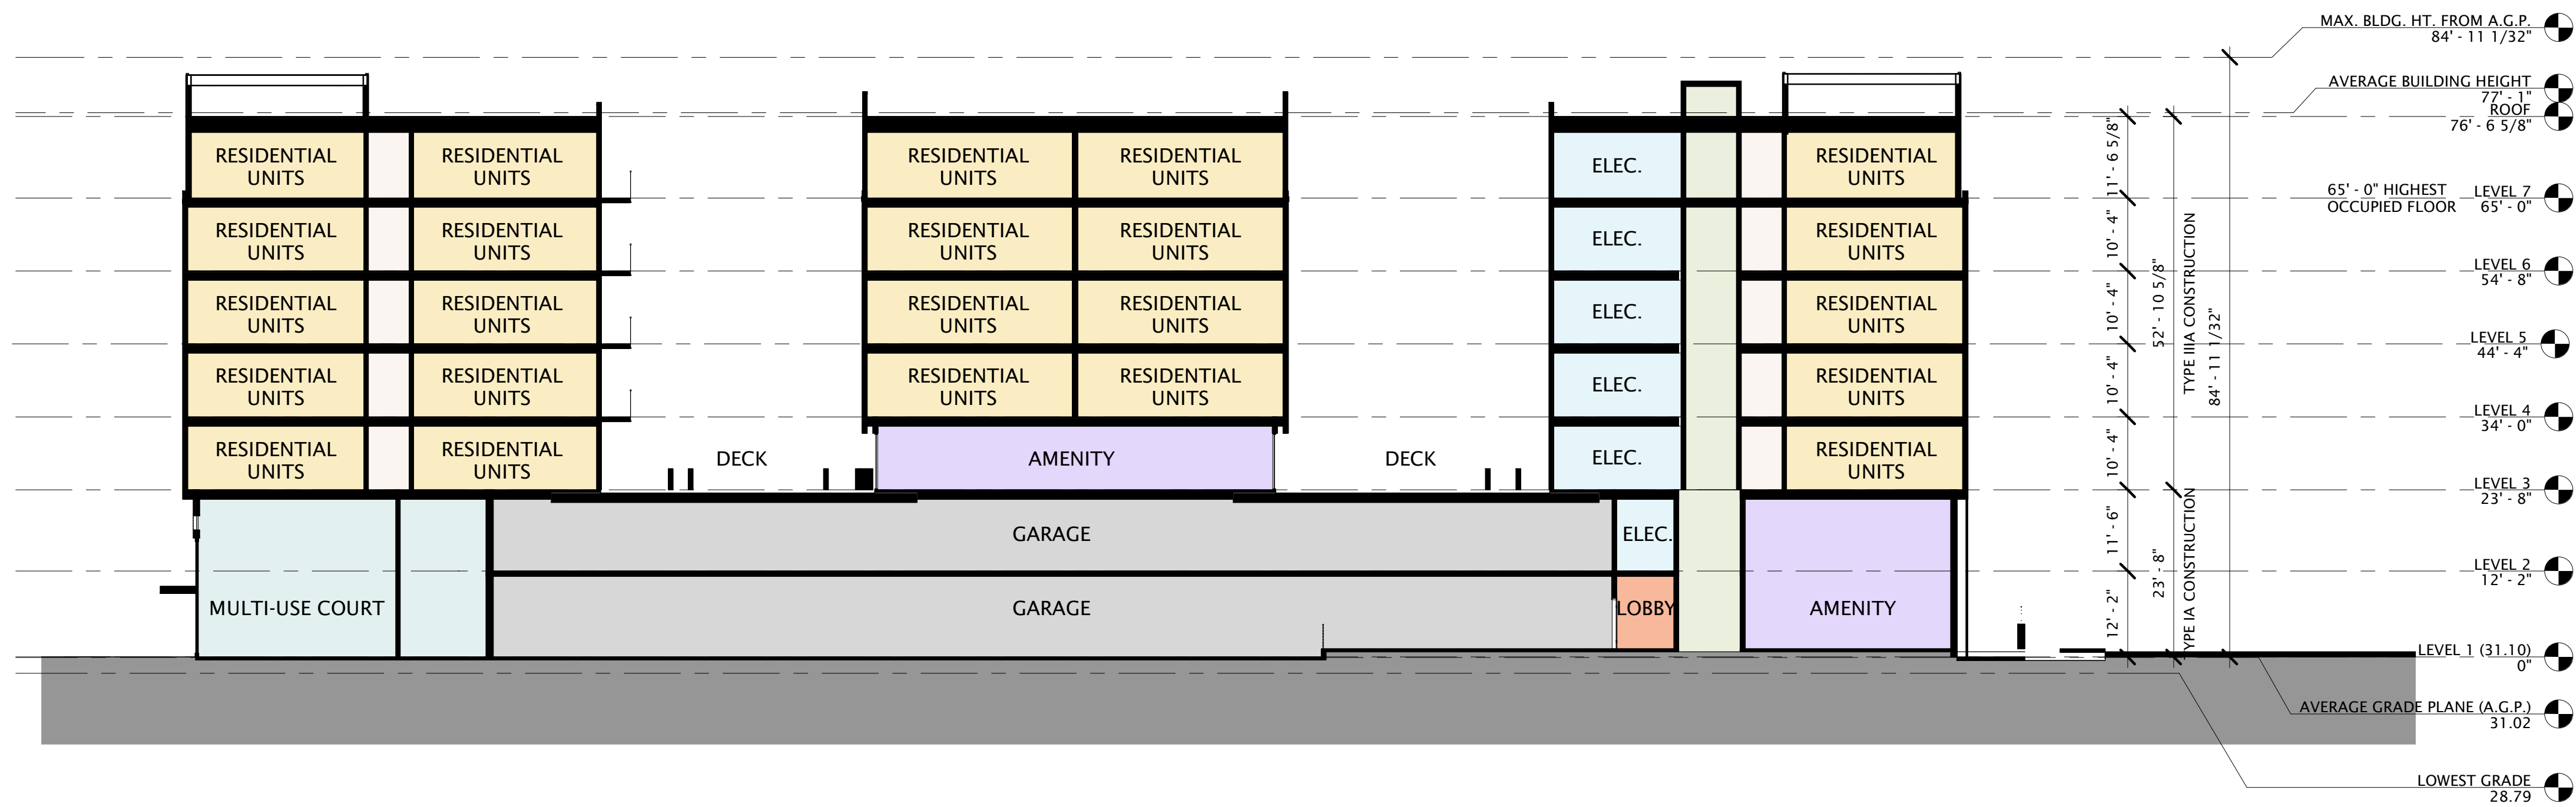 MAX. BLDG. HT. FROM A.G.P.
84' - 11 1/32"
AVERAGE BUILDING HEIGHT
77' - 1"
ROOF
76' - 6 5/8"
RESIDENTIAL UNITS
RESIDENTIAL UNITS
RESIDENTIAL UNITS
RESIDENTIAL UNITS
ELEC.
RESIDENTIAL UNITS
11' - 6 5/8"
65' - 0" HIGHEST
OCCUPIED FLOOR
LEVEL 7
65' - 0"
RESIDENTIAL UNITS
RESIDENTIAL UNITS
RESIDENTIAL UNITS
RESIDENTIAL UNITS
ELEC.
RESIDENTIAL UNITS
10' - 4"
LEVEL 6
54' - 8"
RESIDENTIAL UNITS
RESIDENTIAL UNITS
RESIDENTIAL UNITS
RESIDENTIAL UNITS
ELEC.
RESIDENTIAL UNITS
10' - 4"
52' - 10 5/8"
TYPE IIIA CONSTRUCTION
84' - 11 1/32"
LEVEL 5
44' - 4"
RESIDENTIAL UNITS
RESIDENTIAL UNITS
RESIDENTIAL UNITS
RESIDENTIAL UNITS
ELEC.
RESIDENTIAL UNITS
10' - 4"
LEVEL 4
34' - 0"
RESIDENTIAL UNITS
RESIDENTIAL UNITS
DECK
AMENITY
DECK
ELEC.
RESIDENTIAL UNITS
10' - 4"
LEVEL 3
23' - 8"
GARAGE
ELEC.
11' - 6"
LEVEL 2
12' - 2"
MULTI-USE COURT
GARAGE
LOBBY
AMENITY
12' - 2"
23' - 8"
TYPE IA CONSTRUCTION
LEVEL 1 (31.10)
0"
AVERAGE GRADE PLANE (A.G.P.)
31.02
LOWEST GRADE
28.79